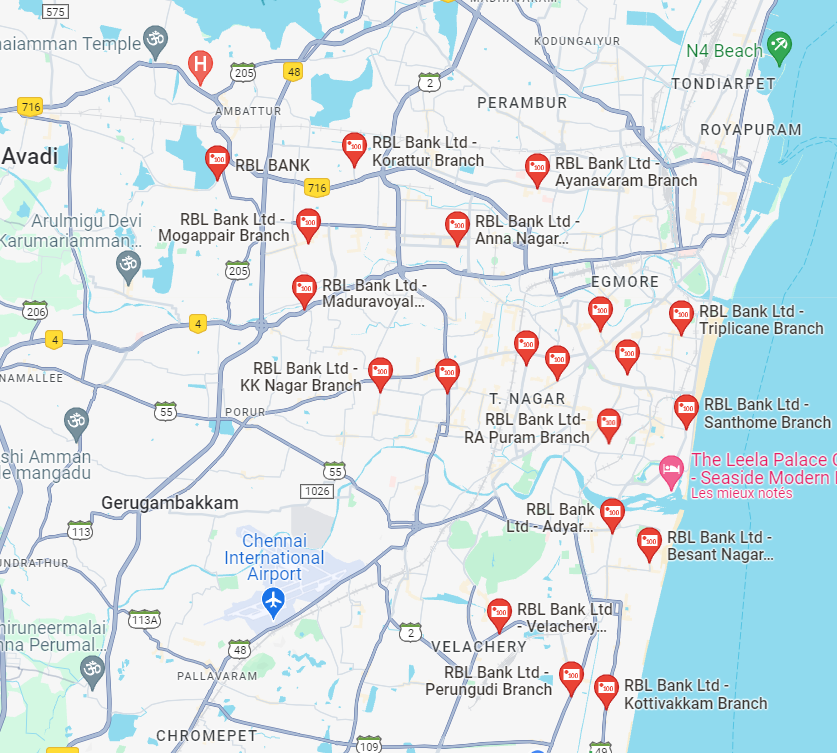 575
MADHAVARAM
KODUNGAIYUR
aiamman Temple
N4 Beach
205
48
2
TONDIARPET
716
AMBATTUR
PERAMBUR
ROYAPURAM
Avadi
RBL BANK
RBL Bank Ltd -
Korattur Branch
RBL Bank Ltd -
Ayanavaram Branch
716
Arulmigu Devi
Karumariamman...
RBL Bank Ltd -
Mogappair Branch
RBL Bank Ltd -
Anna Nagar...
205
EGMORE
RBL Bank Ltd -
Maduravoyal...
206
4
4
RBL Bank Ltd -
Triplicane Branch
NAMALLEE
RBL Bank Ltd -
KK Nagar Branch
T. NAGAR
55
PORUR
RBL Bank Ltd-
RA Puram Branch
RBL Bank Ltd -
Santhome Branch
shi Amman
le mangadu
55
The Leela Palace
- Seaside Modern
Les mieux notés
1026
Gerugambakkam
RBL Bank
Ltd - Adyar...
113
Chennai
International
Airport
RBL Bank Ltd -
Besant Nagar...
UNDRATHUR
113A
hiruneermalai
nna Perumal...
2
RBL Bank Ltd
- Velachery...
VELACHERY
48
PALLAVARAM
RBL Bank Ltd -
Perungudi Branch
RBL Bank Ltd -
Kottivakkam Branch
CHROMEPET
109
49